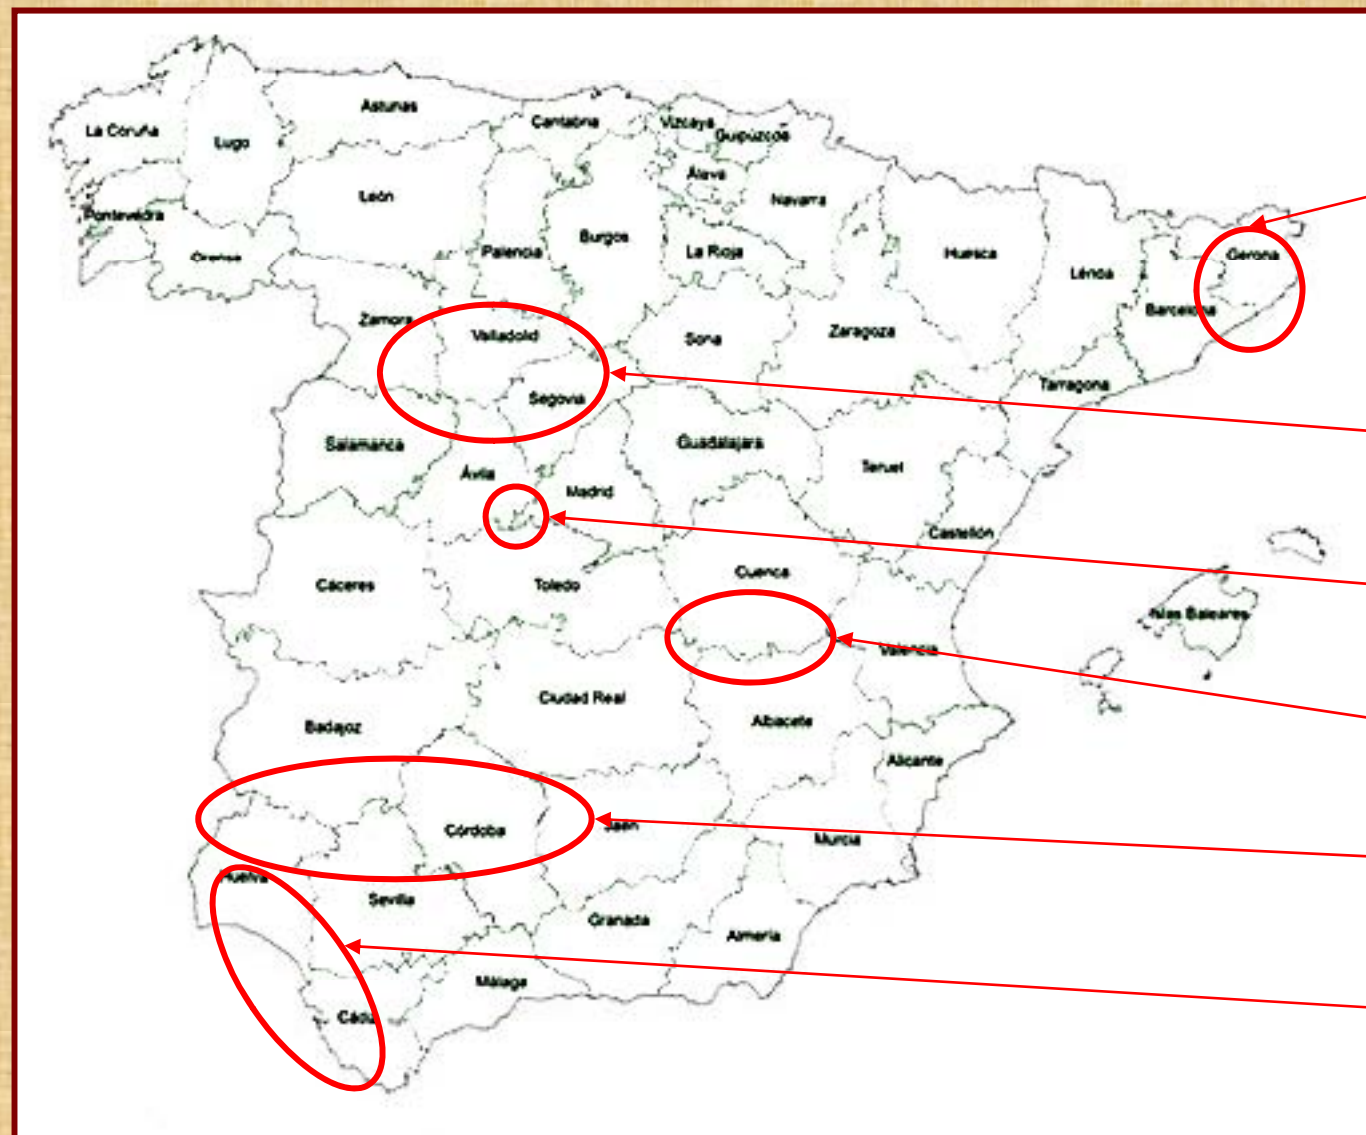 Asturias
Cantabria
Vizcaya
Guipúzcoa
La Coruña
Lugo
Álava
León
Navarra
Pontevedra
Burgos
Palencia
La Rioja
Huesca
Gerona
Orense
Lérida
Zamora
Valladolid
Soria
Zaragoza
Barcelona
Tarragona
Segovia
Salamanca
Guadalajara
Ávila
Teruel
Madrid
Castellón
Cáceres
Toledo
Cuenca
Islas Baleares
Valencia
Ciudad Real
Badajoz
Albacete
Alicante
Córdoba
Jaén
Murcia
Huelva
Sevilla
Granada
Almería
Málaga
Cádiz